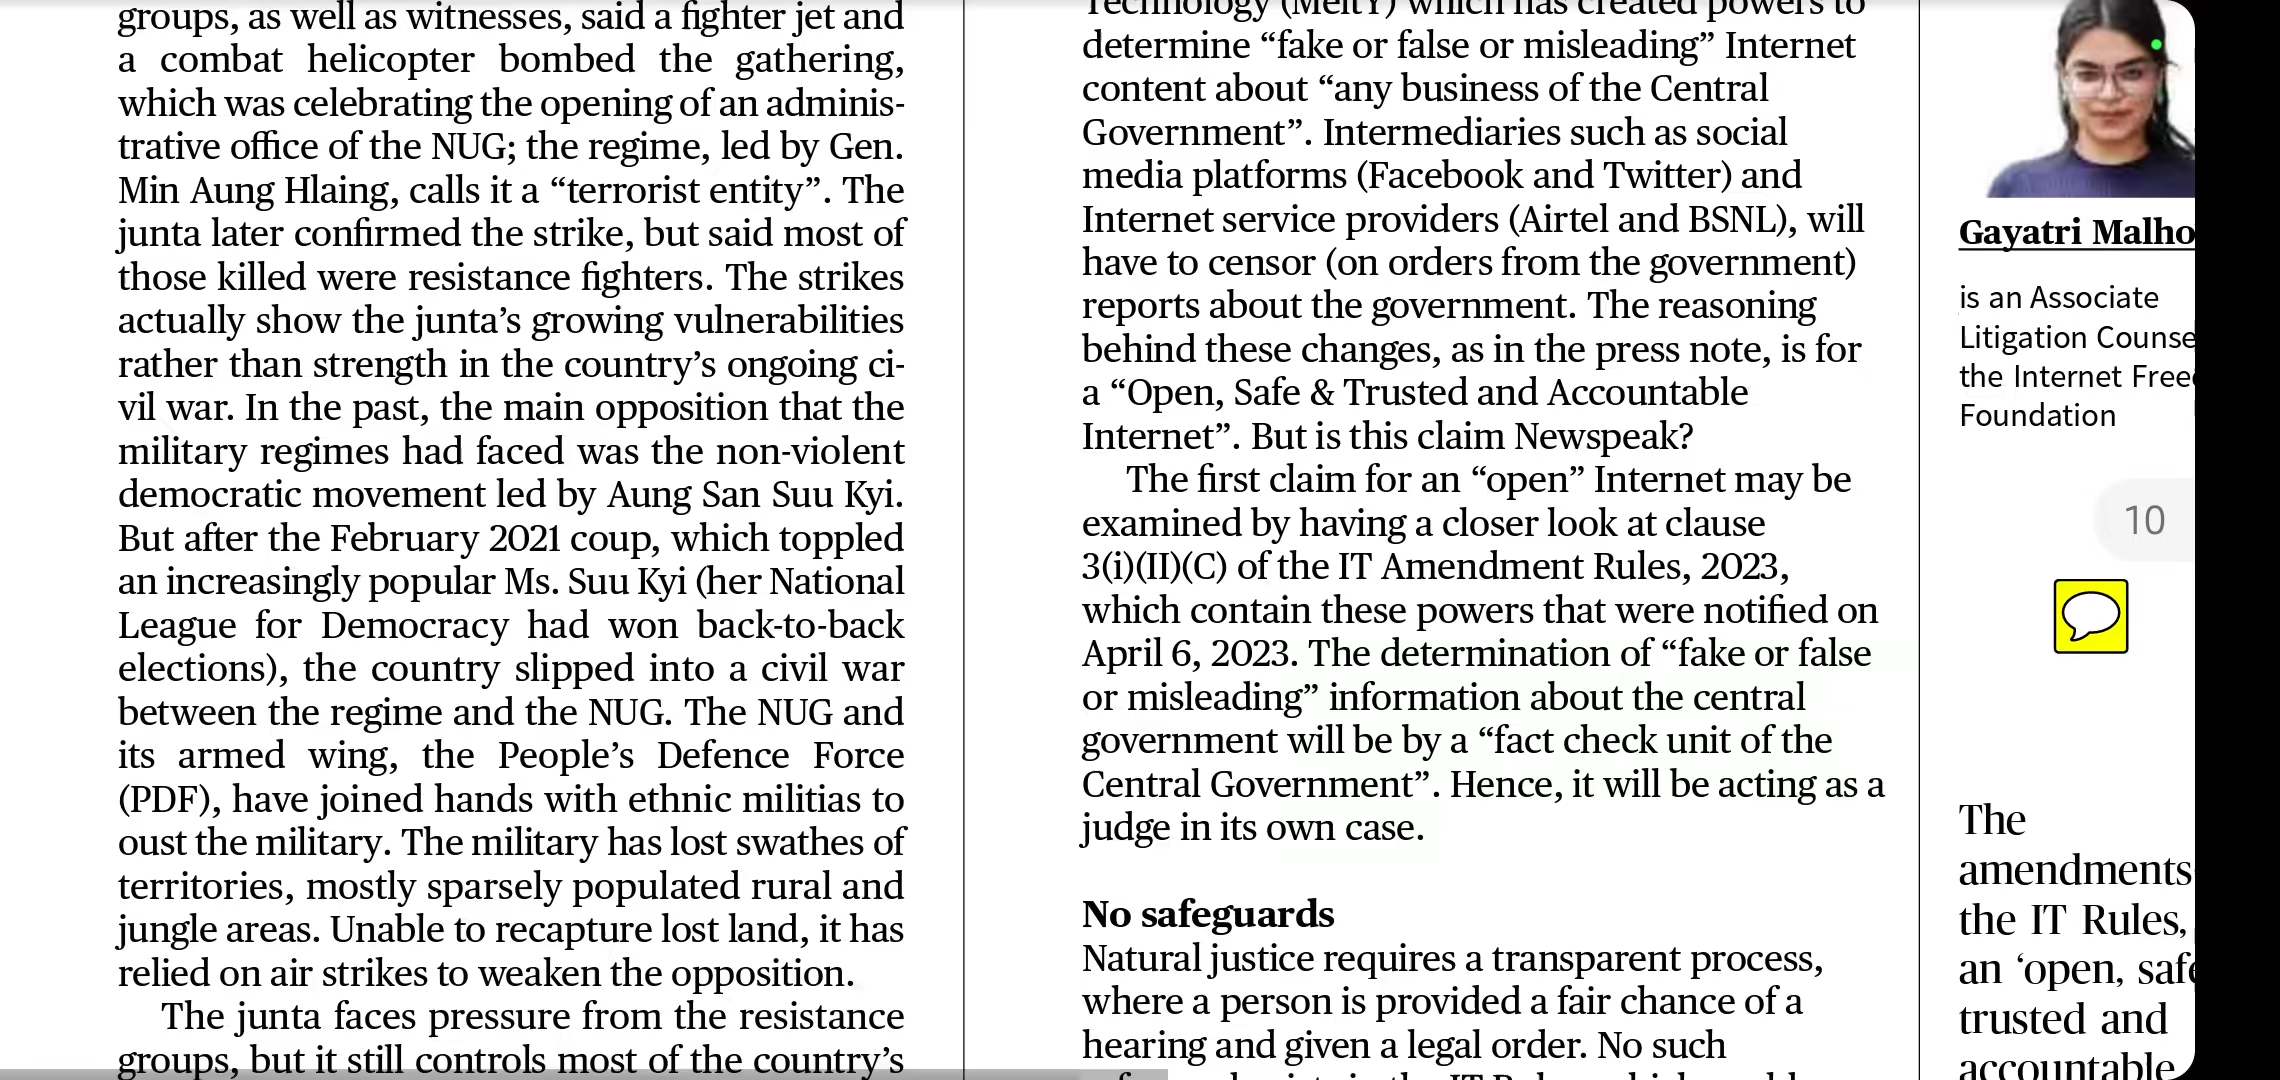 groups, as well as witnesses, said a fighter jet and
a combat helicopter bombed the gathering,
which was celebrating the opening of an adminis-
trative office of the NUG; the regime, led by Gen.
Min Aung Hlaing, calls it a “terrorist entity”. The
junta later confirmed the strike, but said most of
those killed were resistance fighters. The strikes
actually show the junta’s growing vulnerabilities
rather than strength in the country’s ongoing ci-
vil war. In the past, the main opposition that the
military regimes had faced was the non-violent
democratic movement led by Aung San Suu Kyi.
But after the February 2021 coup, which toppled
an increasingly popular Ms. Suu Kyi (her National
League for Democracy had won back-to-back
elections), the country slipped into a civil war
between the regime and the NUG. The NUG and
its armed wing, the People’s Defence Force
(PDF), have joined hands with ethnic militias to
oust the military. The military has lost swathes of
territories, mostly sparsely populated rural and
jungle areas. Unable to recapture lost land, it has
relied on air strikes to weaken the opposition.
The junta faces pressure from the resistance
groups, but it still controls most of the country’s
Technology (MeitY) which has created powers to
determine “fake or false or misleading” Internet
content about “any business of the Central
Government”. Intermediaries such as social
media platforms (Facebook and Twitter) and
Internet service providers (Airtel and BSNL), will
have to censor (on orders from the government)
reports about the government. The reasoning
behind these changes, as in the press note, is for
a “Open, Safe & Trusted and Accountable
Internet”. But is this claim Newspeak?
The first claim for an “open” Internet may be
examined by having a closer look at clause
3(i)(II)(C) of the IT Amendment Rules, 2023,
which contain these powers that were notified on
April 6, 2023. The determination of “fake or false
or misleading” information about the central
government will be by a “fact check unit of the
Central Government”. Hence, it will be acting as a
judge in its own case.
No safeguards
Natural justice requires a transparent process,
where a person is provided a fair chance of a
hearing and given a legal order. No such
Gayatri Malho
is an Associate
Litigation Counse
the Internet Free
Foundation
10
The
amendments
the IT Rules,
an ‘open, safe
trusted and
accountable